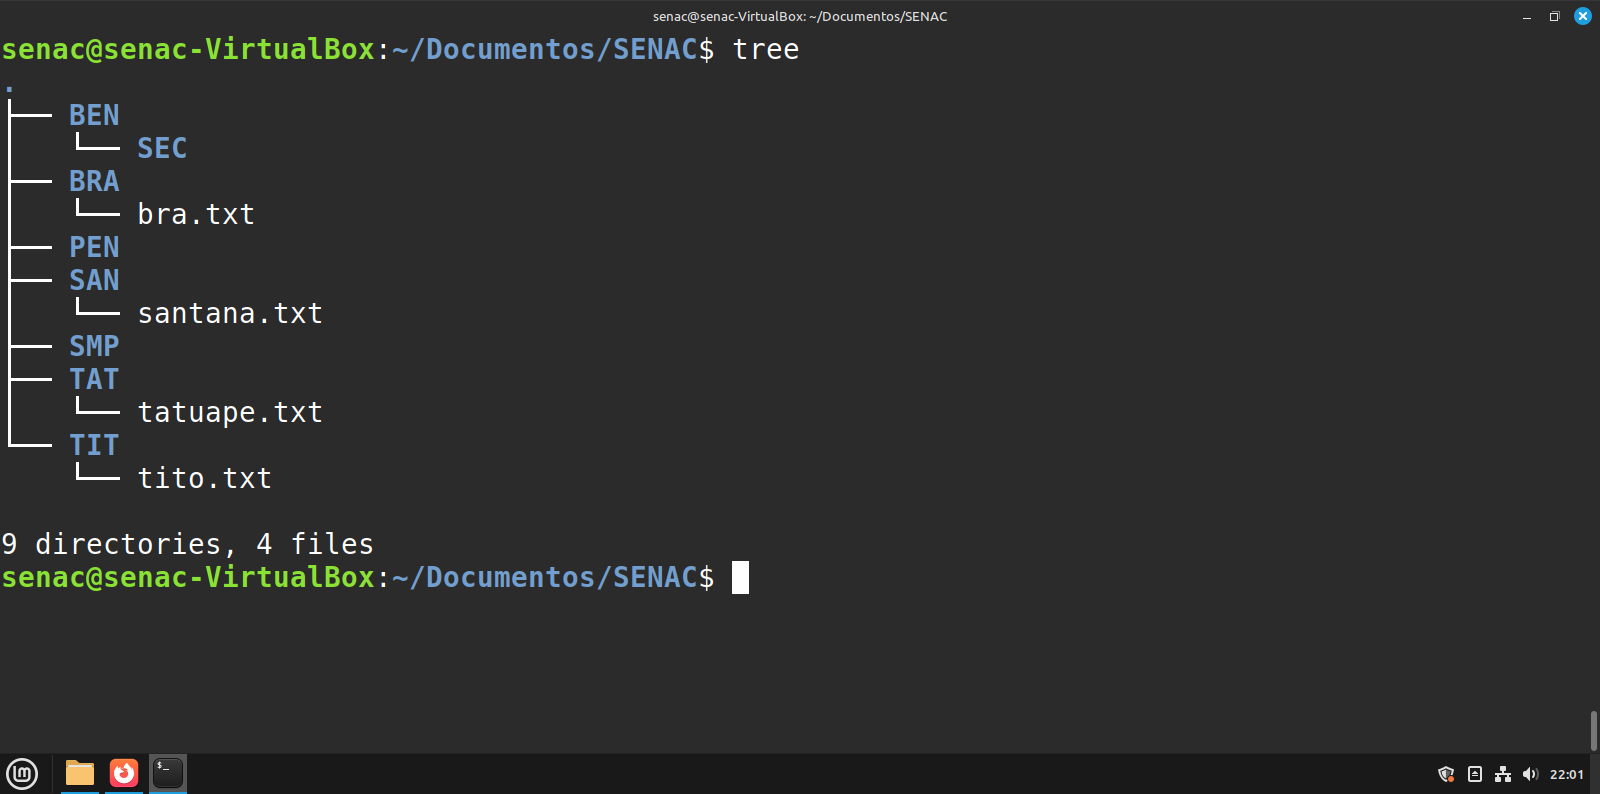 senac@senac-VirtualBox: ~/Documentos/SENAC
senac@senac-VirtualBox:~/Documentos/SENAC$ tree
.
├── BEN
│   └── SEC
├── BRA
│   └── bra.txt
├── PEN
├── SAN
│   └── santana.txt
├── SMP
├── TAT
│   └── tatuape.txt
└── TIT
    └── tito.txt
9 directories, 4 files
senac@senac-VirtualBox:~/Documentos/SENAC$
$_
22:01